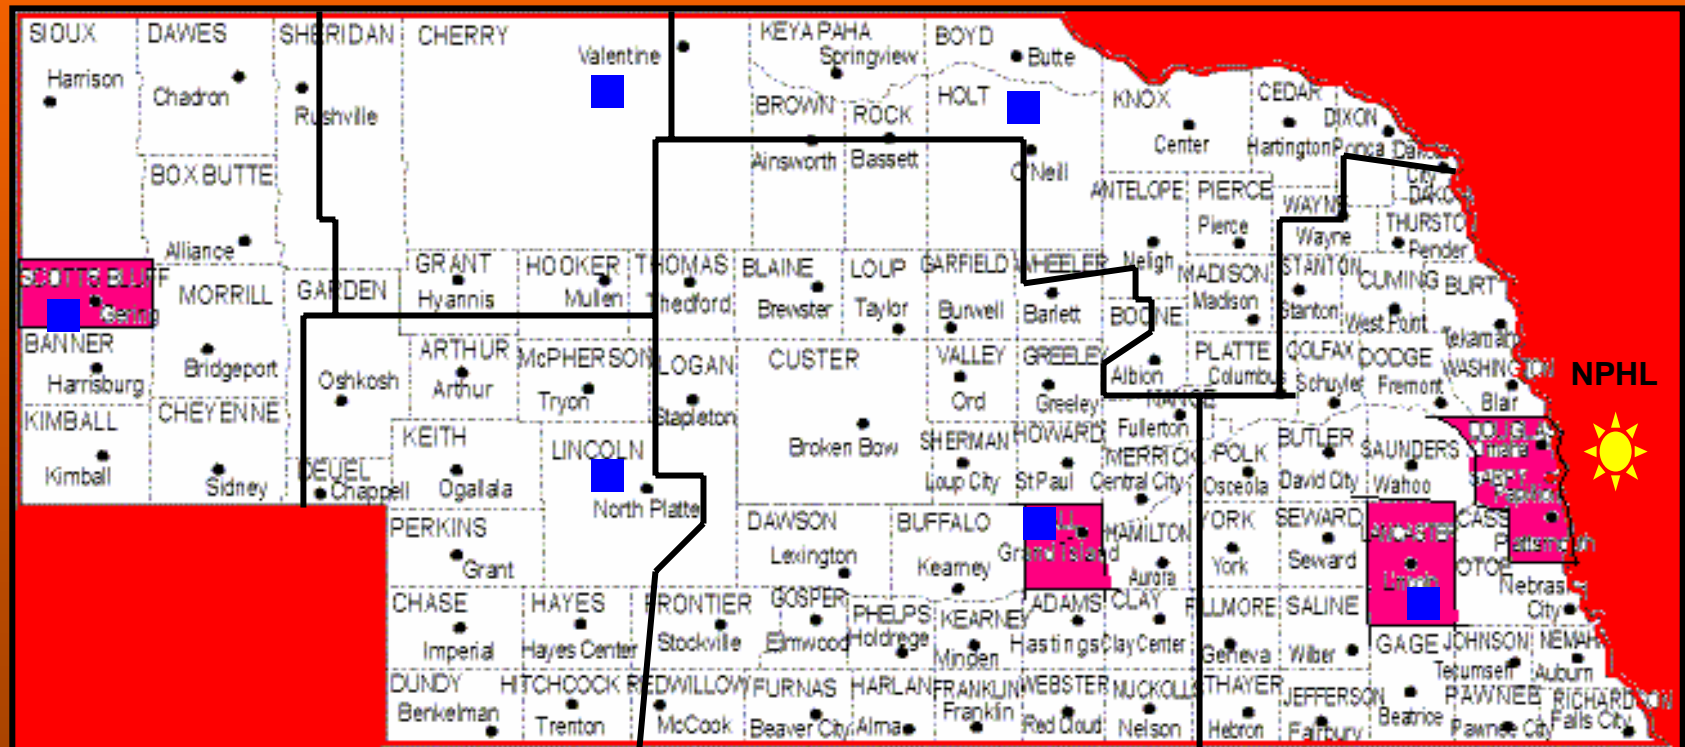 SIOUX
DAWES
SHERIDAN
CHERRY
KEYA PAHA
BOYD
Harrison
Chadron
Rushville
Valentine
Springview
Butte
BROWN
ROCK
HOLT
KNOX
CEDAR
DIXON
Ainsworth
Bassett
O'Neill
Center
Hartington
Ponca
Dakota
City
BOX BUTTE
ANTELOPE
PIERCE
WAYNE
THURSTON
Alliance
Neligh
Pierce
Wayne
Pender
SCOTTS BLUFF
MORRILL
GARDEN
GRANT
HOOKER
THOMAS
BLAINE
LOUP
GARFIELD
WHEELER
MADISON
STANTON
CUMING
BURT
Gering
Hyannis
Mullen
Thedford
Brewster
Taylor
Burwell
Barlett
BOONE
Madison
Stanton
West Point
Tekamah
BANNER
Harrisburg
Bridgeport
Oshkosh
ARTHUR
Arthur
McPHERSON
Tryon
LOGAN
Stapleton
CUSTER
Broken Bow
VALLEY
Ord
GREELEY
Greeley
Albion
PLATTE
Columbus
COLFAX
Schuyler
DODGE
Fremont
WASHINGTON
Blair
NPHL
KIMBALL
Kimball
CHEYENNE
Sidney
DEUEL
Chappell
KEITH
Ogallala
LINCOLN
North Platte
SHERMAN
Loup City
HOWARD
St Paul
NANCE
Fullerton
MERRICK
Central City
POLK
Osceola
BUTLER
David City
SAUNDERS
Wahoo
DOUGLAS
Omaha
Papillion
PERKINS
Grant
DAWSON
Lexington
BUFFALO
Kearney
Grand Island
HAMILTON
Aurora
YORK
York
SEWARD
Seward
LANCASTER
Lincoln
CASS
Plattsmouth
OTOE
Nebraska
City
CHASE
Imperial
HAYES
Hayes Center
FRONTIER
Stockville
GOSPER
Elmwood
PHELPS
Holdrege
KEARNEY
Minden
ADAMS
Hastings
CLAY
Clay Center
FILLMORE
Geneva
SALINE
Wilber
GAGE
Beatrice
JOHNSON
Tecumseh
NEMAHA
Auburn
DUNDY
Benkelman
HITCHCOCK
Trenton
REDWILLOW
McCook
FURNAS
Beaver City
HARLAN
Alma
FRANKLIN
Franklin
WEBSTER
Red Cloud
NUCKOLLS
Nelson
THAYER
Hebron
JEFFERSON
Fairbury
PAWNEE
Pawnee City
RICHARDSON
Falls City